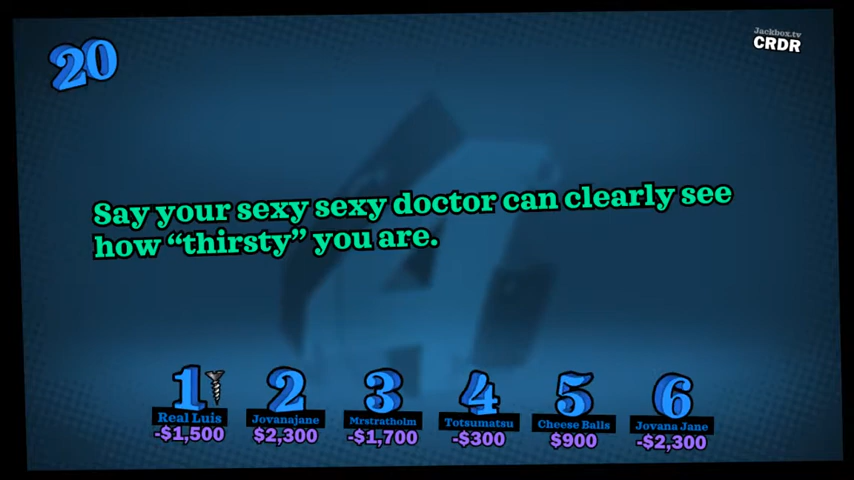 20
Jackbox.tv
CRDR
Say your sexy sexy doctor can clearly see
how “thirsty” you are.
1 2 3 4 5 6
Real Luis Jovanajane Mrstratholm Totsumatsu Cheese Balls Jovana Jane
-$1,500 $2,300 -$1,700 -$300 $900 -$2,300